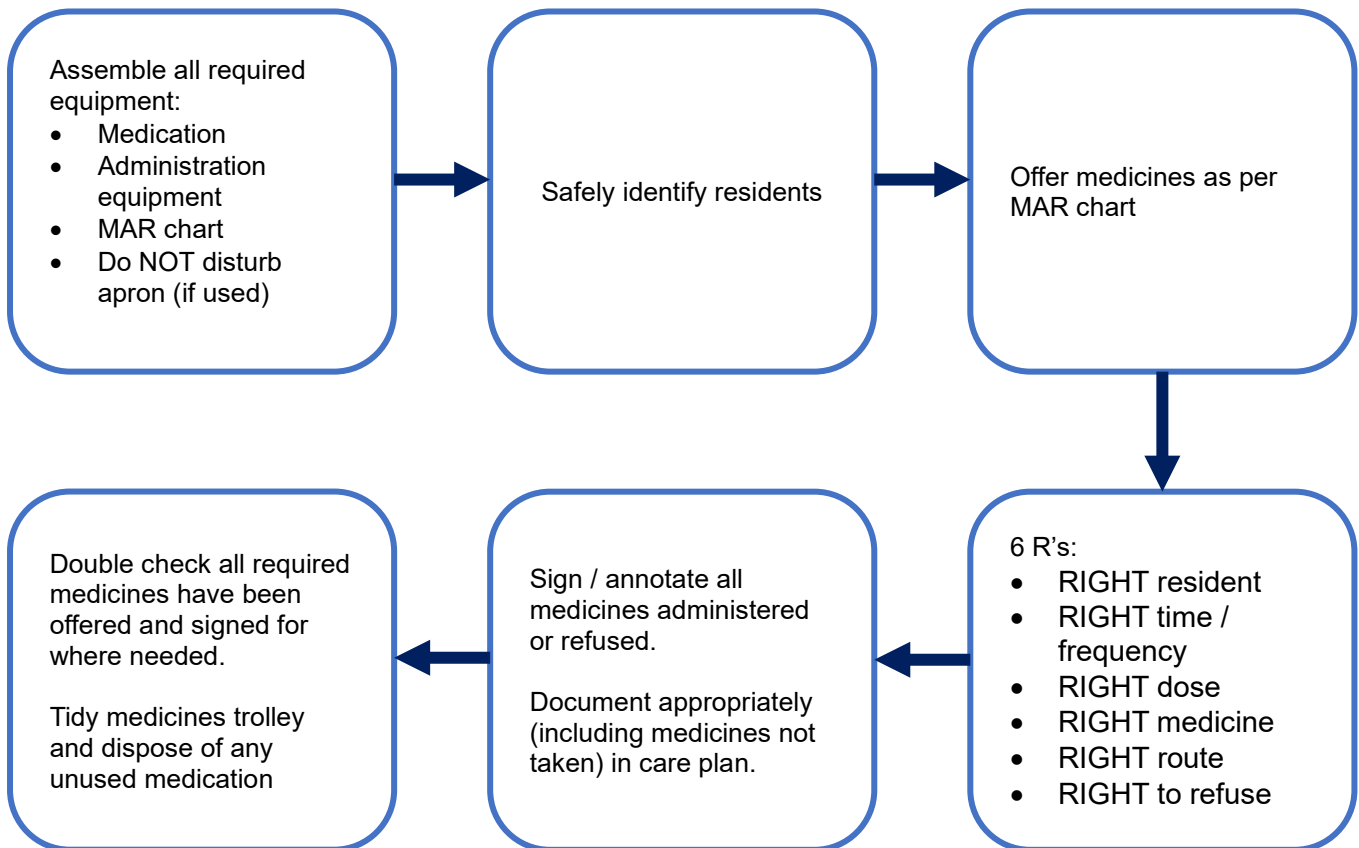 Assemble all required
equipment:
• Medication
• Administration
equipment
• MAR chart
• Do NOT disturb
apron (if used)
Safely identify residents
Offer medicines as per
MAR chart
6 R’s:
• RIGHT resident
• RIGHT time /
frequency
• RIGHT dose
• RIGHT medicine
• RIGHT route
• RIGHT to refuse
Sign / annotate all
medicines administered
or refused.
Document appropriately
(including medicines not
taken) in care plan.
Double check all required
medicines have been
offered and signed for
where needed.
Tidy medicines trolley
and dispose of any
unused medication